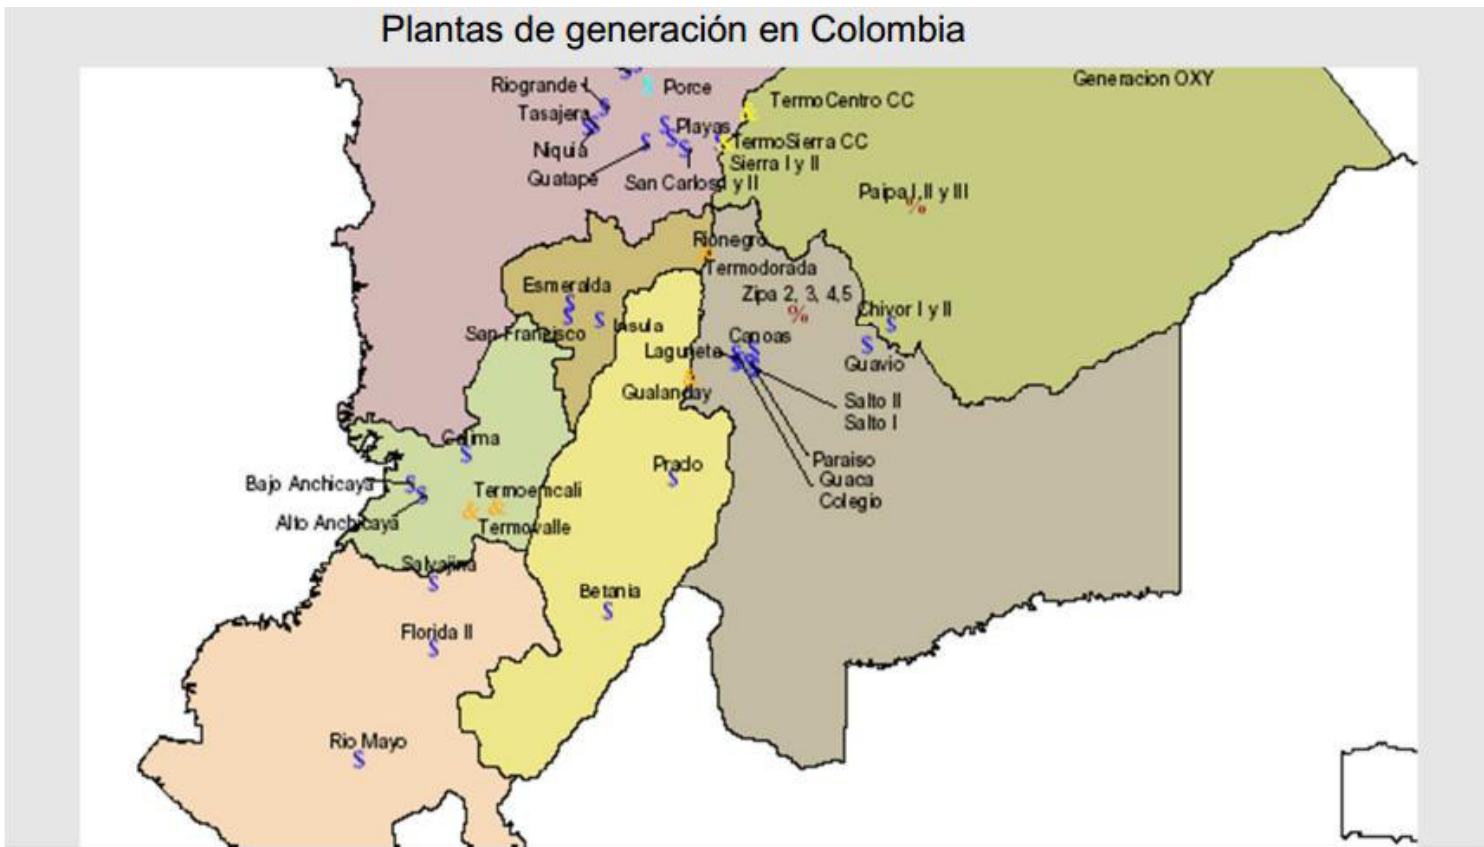 Plantas de generación en Colombia
Generacion OXY
Riogrande I
Porce
TermoCentro CC
Tasajera
Playas
TermoSierra CC
Niquia
Sierra I y II
Guatape
San Carlos I y II
Paipa I, II y III
Rionegro
Termodorada
Esmeralda
Zipa 2, 3, 4,5
Chivor I y II
San Francisco
Insula
Canoas
Laguneta
Guavio
Gualanday
Salto II
Salto I
Calima
Prado
Paraiso
Guaca
Colegio
Bajo Anchicaya
Termoemcali
Alto Anchicaya
Termovalle
Salvajina
Betania
Florida II
Rio Mayo